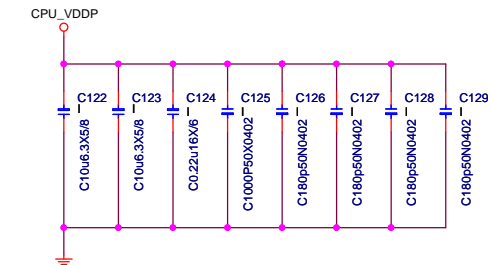 CPU_VDDP
C122
C123
C124
C125
C126
C127
C128
C129
C10u6.3X5/8
C10u6.3X5/8
C0.22u16X/6
C1000P50X0402
C180p50N0402
C180p50N0402
C180p50N0402
C180p50N0402